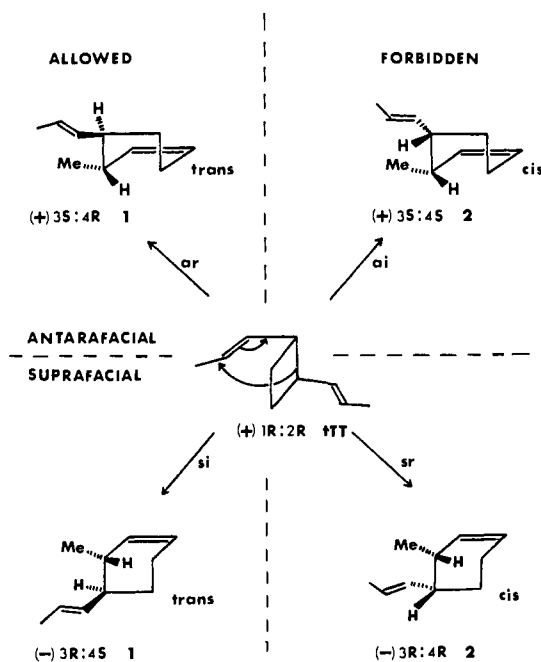 ALLOWED
FORBIDDEN
H
Me
H
trans
(+) 3S:4R 1
H
Me
H
cis
(+) 3S:4S 2
ar
ai
ANTARAFACIAL
SUPRAFACIAL
(+) 1R:2R tTT
si
sr
Me
H
H
trans
(-) 3R:4S 1
Me
H
H
cis
(-) 3R:4R 2